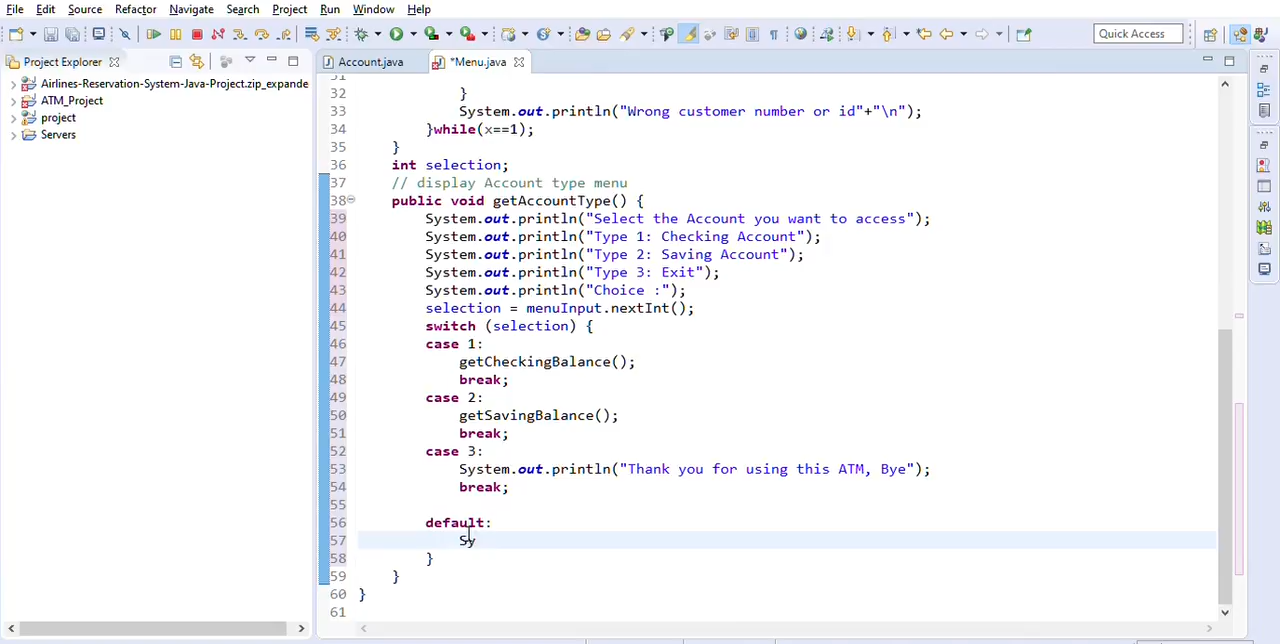 File Edit Source Refactor Navigate Search Project Run Window Help
Quick Access
Project Explorer
Account.java
*Menu.java
Airlines-Reservation-System-Java-Project.zip_expande
ATM_Project
project
Servers
32 }
33 System.out.println("Wrong customer number or id"+"\n");
34 }while(x==1);
35 }
36 int selection;
37 // display Account type menu
38 public void getAccountType() {
39 System.out.println("Select the Account you want to access");
40 System.out.println("Type 1: Checking Account");
41 System.out.println("Type 2: Saving Account");
42 System.out.println("Type 3: Exit");
43 System.out.println("Choice :");
44 selection = menuInput.nextInt();
45 switch (selection) {
46 case 1:
47 getCheckingBalance();
48 break;
49 case 2:
50 getSavingBalance();
51 break;
52 case 3:
53 System.out.println("Thank you for using this ATM, Bye");
54 break;
55
56 default:
57 Sy
58 }
59 }
60 }
61